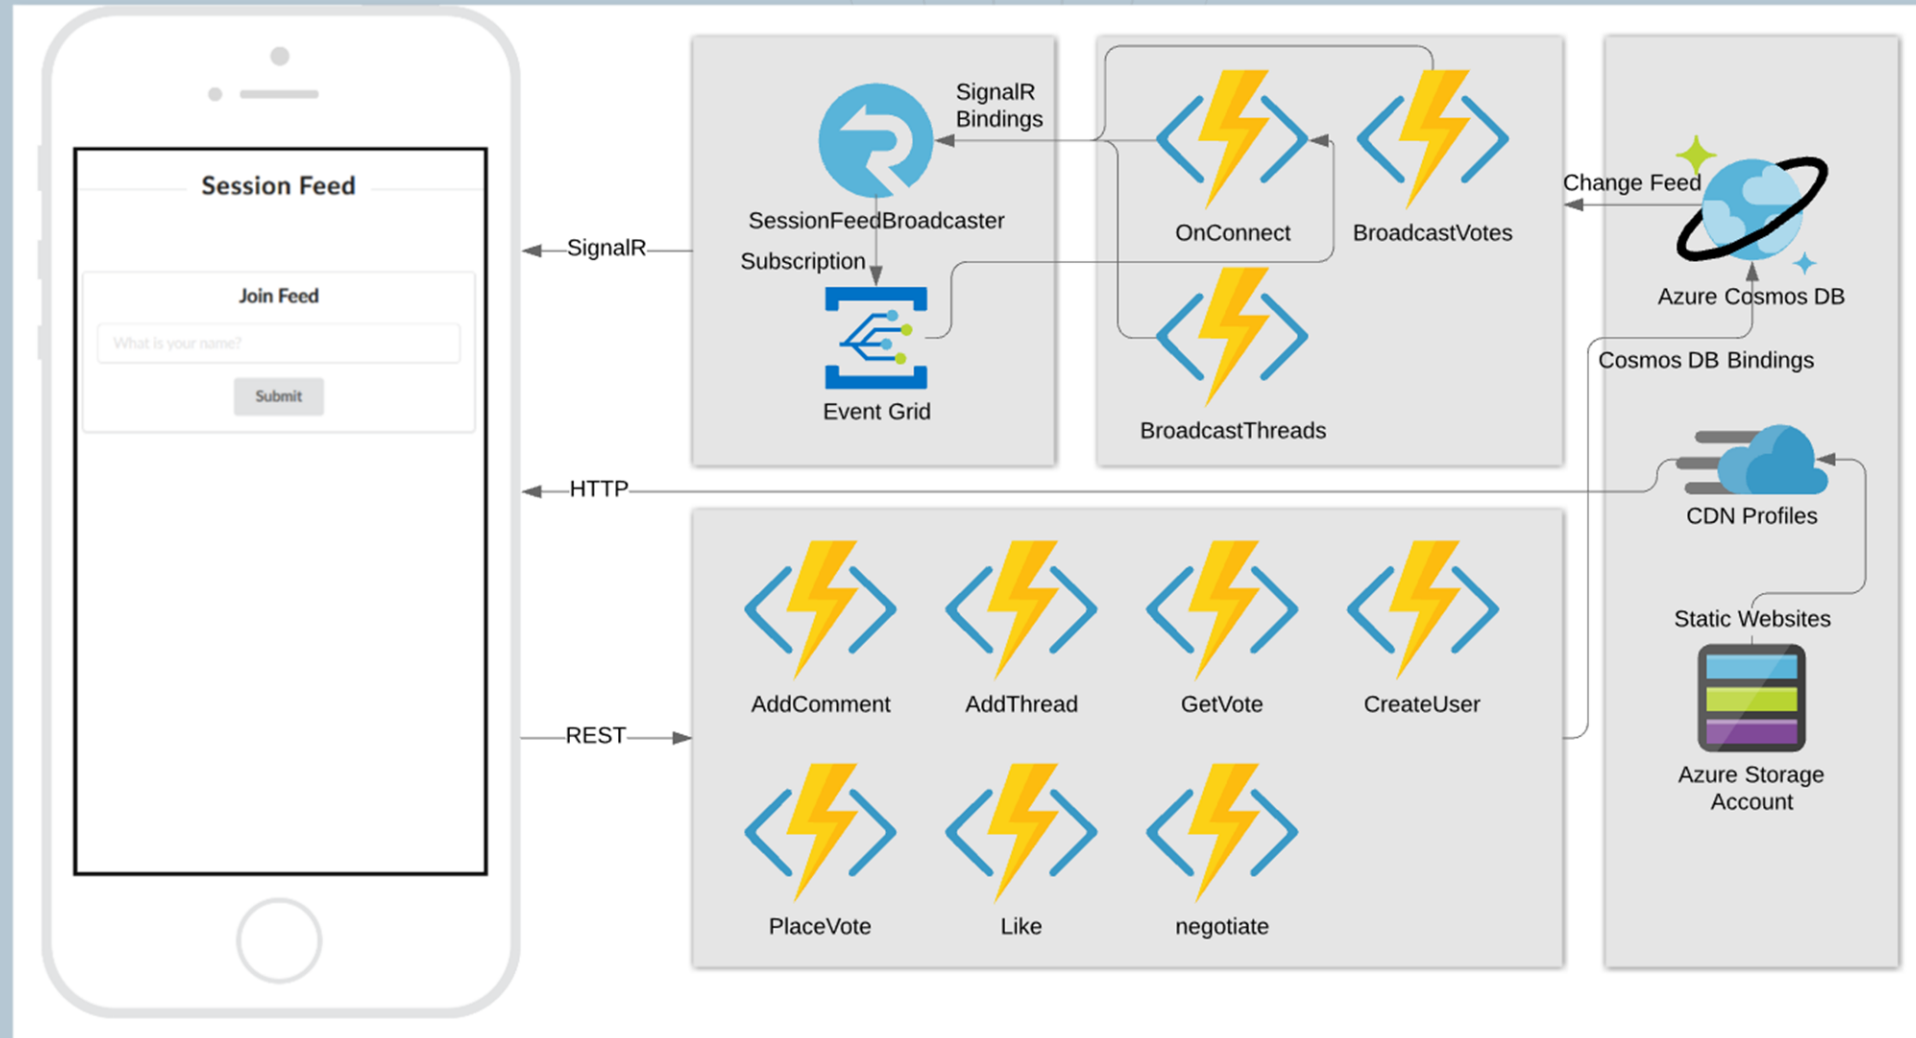 Session Feed
Join Feed
What is your name?
Submit
SignalR
HTTP
REST
SignalR
Bindings
SessionFeedBroadcaster
Subscription
Event Grid
OnConnect
BroadcastVotes
BroadcastThreads
Change Feed
Azure Cosmos DB
Cosmos DB Bindings
CDN Profiles
Static Websites
Azure Storage
Account
AddComment
AddThread
GetVote
CreateUser
PlaceVote
Like
negotiate